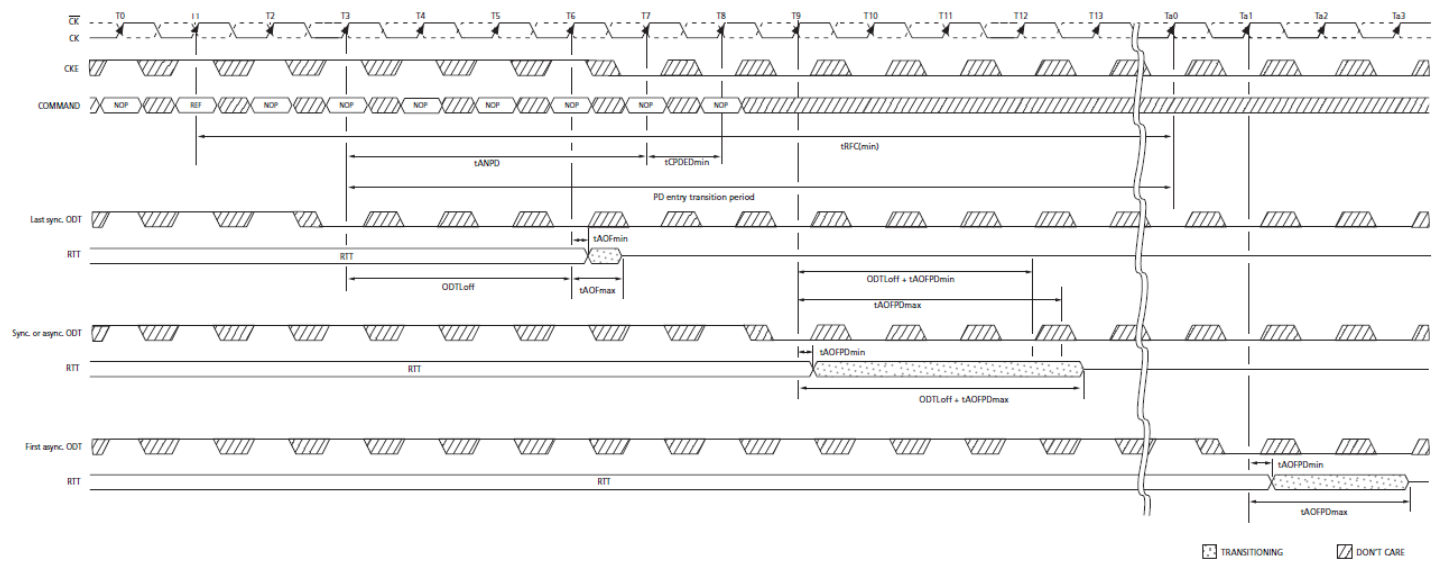 T0 T1 T2 T3 T4 T5 T6 T7 T8 T9 T10 T11 T12 T13 Ta0 Ta1 Ta2 Ta3
CK
CK
CKE
COMMAND NOP REF NOP NOP NOP NOP NOP NOP NOP
tRFC(min)
tANPD tCPDEDmin
PD entry transition period
Last sync. ODT
tAOFmin
RTT RTT
ODTLoff + tAOFPDmin
ODTLoff tAOFmax
tAOFPDmax
Sync. or async. ODT
tAOFPDmin
RTT RTT
ODTLoff + tAOFPDmax
First async. ODT
tAOFPDmin
RTT RTT
tAOFPDmax
TRANSITIONING DON'T CARE